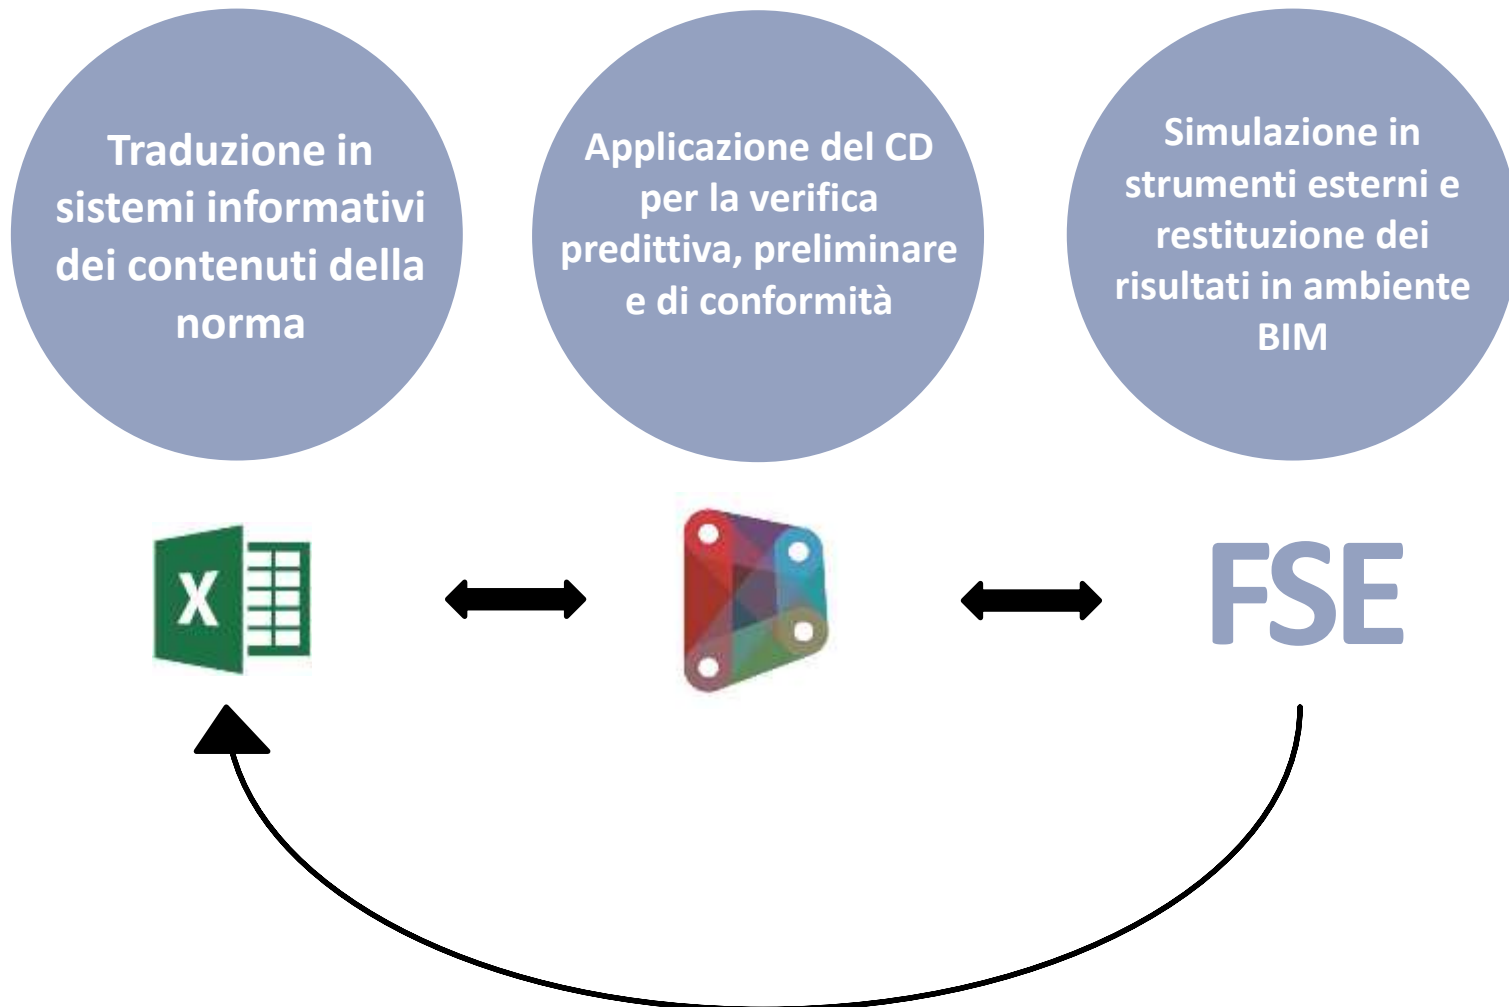 Traduzione in
sistemi informativi
dei contenuti della
norma
Applicazione del CD
per la verifica
predittiva, preliminare
e di conformità
Simulazione in
strumenti esterni e
restituzione dei
risultati in ambiente
BIM
X
FSE